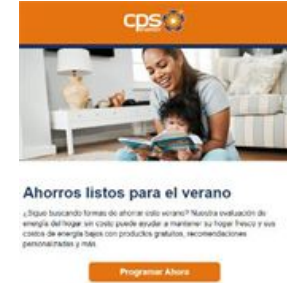 cps
ENERGY
Ahorros listos para el verano
¿Sigue buscando formas de ahorrar este verano? Nuestra evaluación de
energía del hogar sin costo puede ayudar a mantener su hogar fresco y sus
costos de energía bajos con productos gratuitos, recomendaciones
personalizadas y más.
Programar Ahora